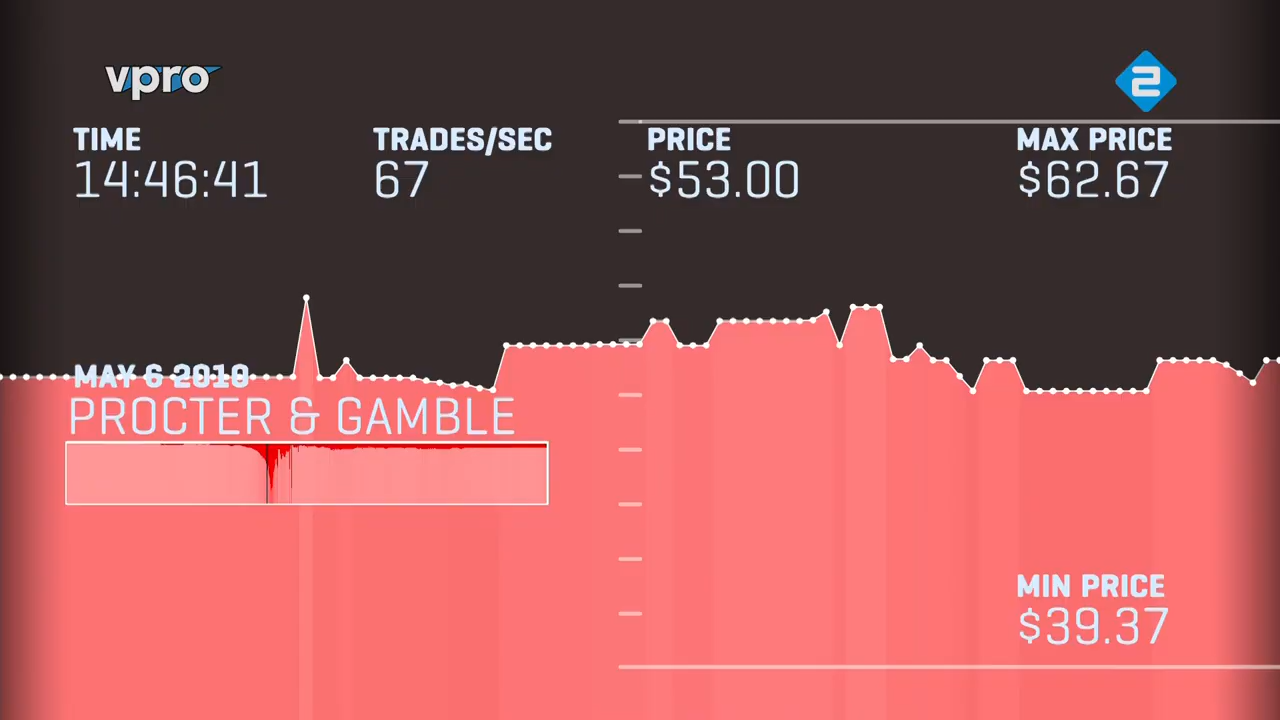 vpro
2
TIME
TRADES/SEC
PRICE
MAX PRICE
14:46:41
67
$53.00
$62.67
MAY 6 2010
PROCTER & GAMBLE
MIN PRICE
$39.37